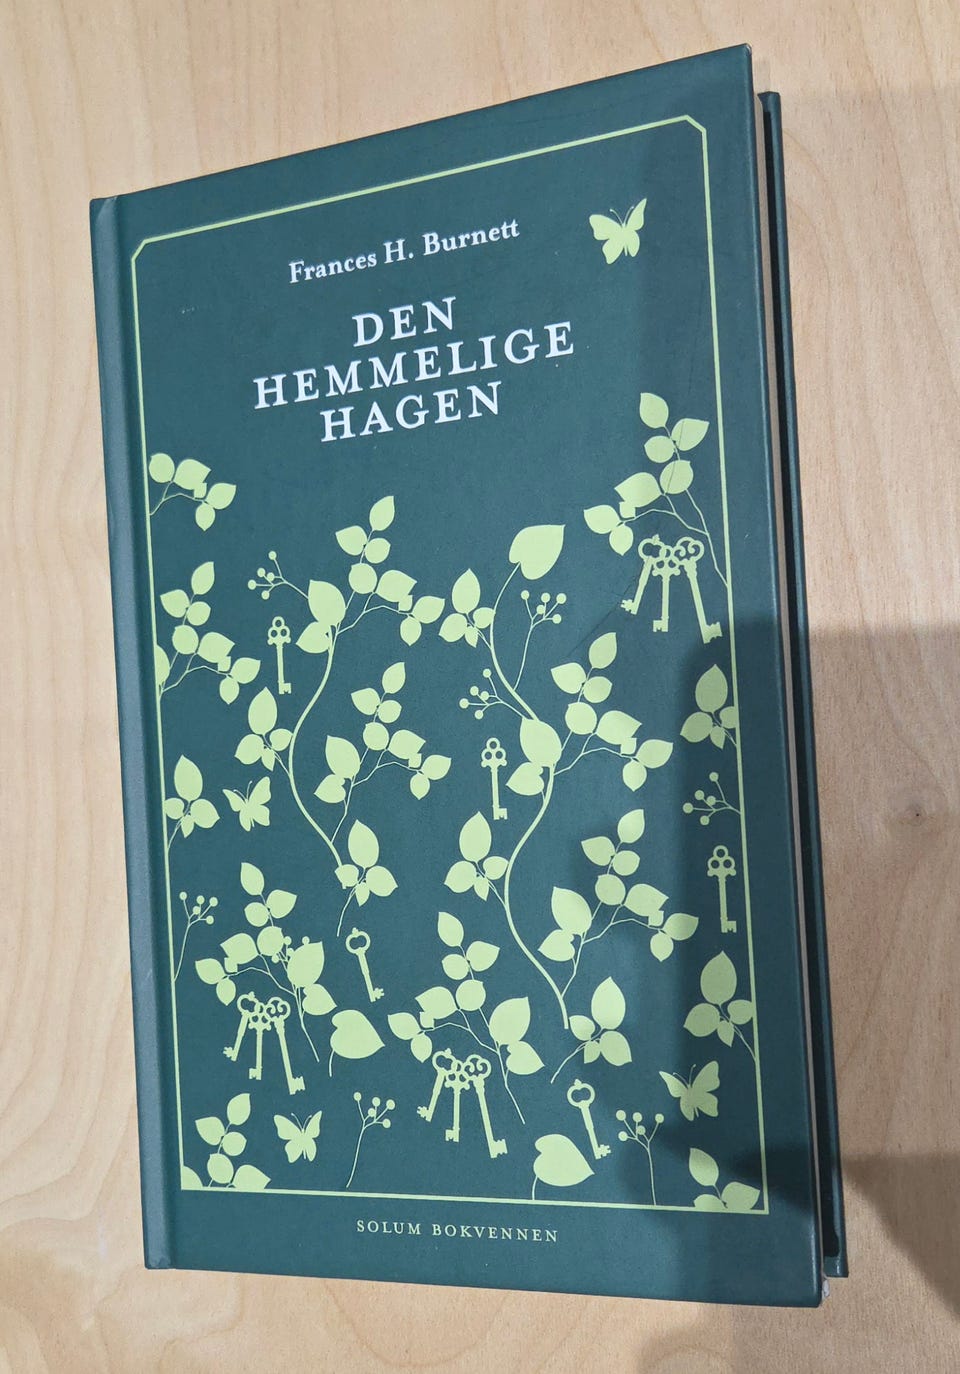 Frances H. Burnett
DEN
HEMMELIGE
HAGEN
SOLUM BOKVENNEN